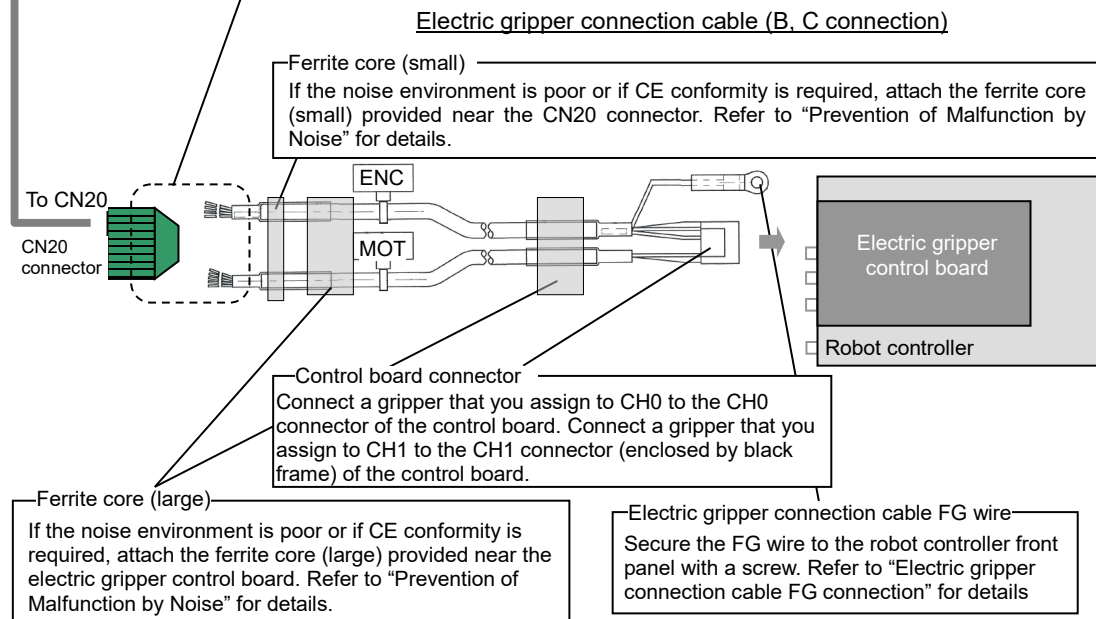 Electric gripper connection cable (B, C connection)
Ferrite core (small)
If the noise environment is poor or if CE conformity is required, attach the ferrite core
(small) provided near the CN20 connector. Refer to “Prevention of Malfunction by
Noise” for details.
ENC
To CN20
CN20
connector
MOT
Electric gripper
control board
Robot controller
Control board connector
Connect a gripper that you assign to CH0 to the CH0
connector of the control board. Connect a gripper that you
assign to CH1 to the CH1 connector (enclosed by black
frame) of the control board.
Ferrite core (large)
If the noise environment is poor or if CE conformity is
required, attach the ferrite core (large) provided near the
electric gripper control board. Refer to “Prevention of
Malfunction by Noise” for details.
Electric gripper connection cable FG wire
Secure the FG wire to the robot controller front
panel with a screw. Refer to “Electric gripper
connection cable FG connection” for details